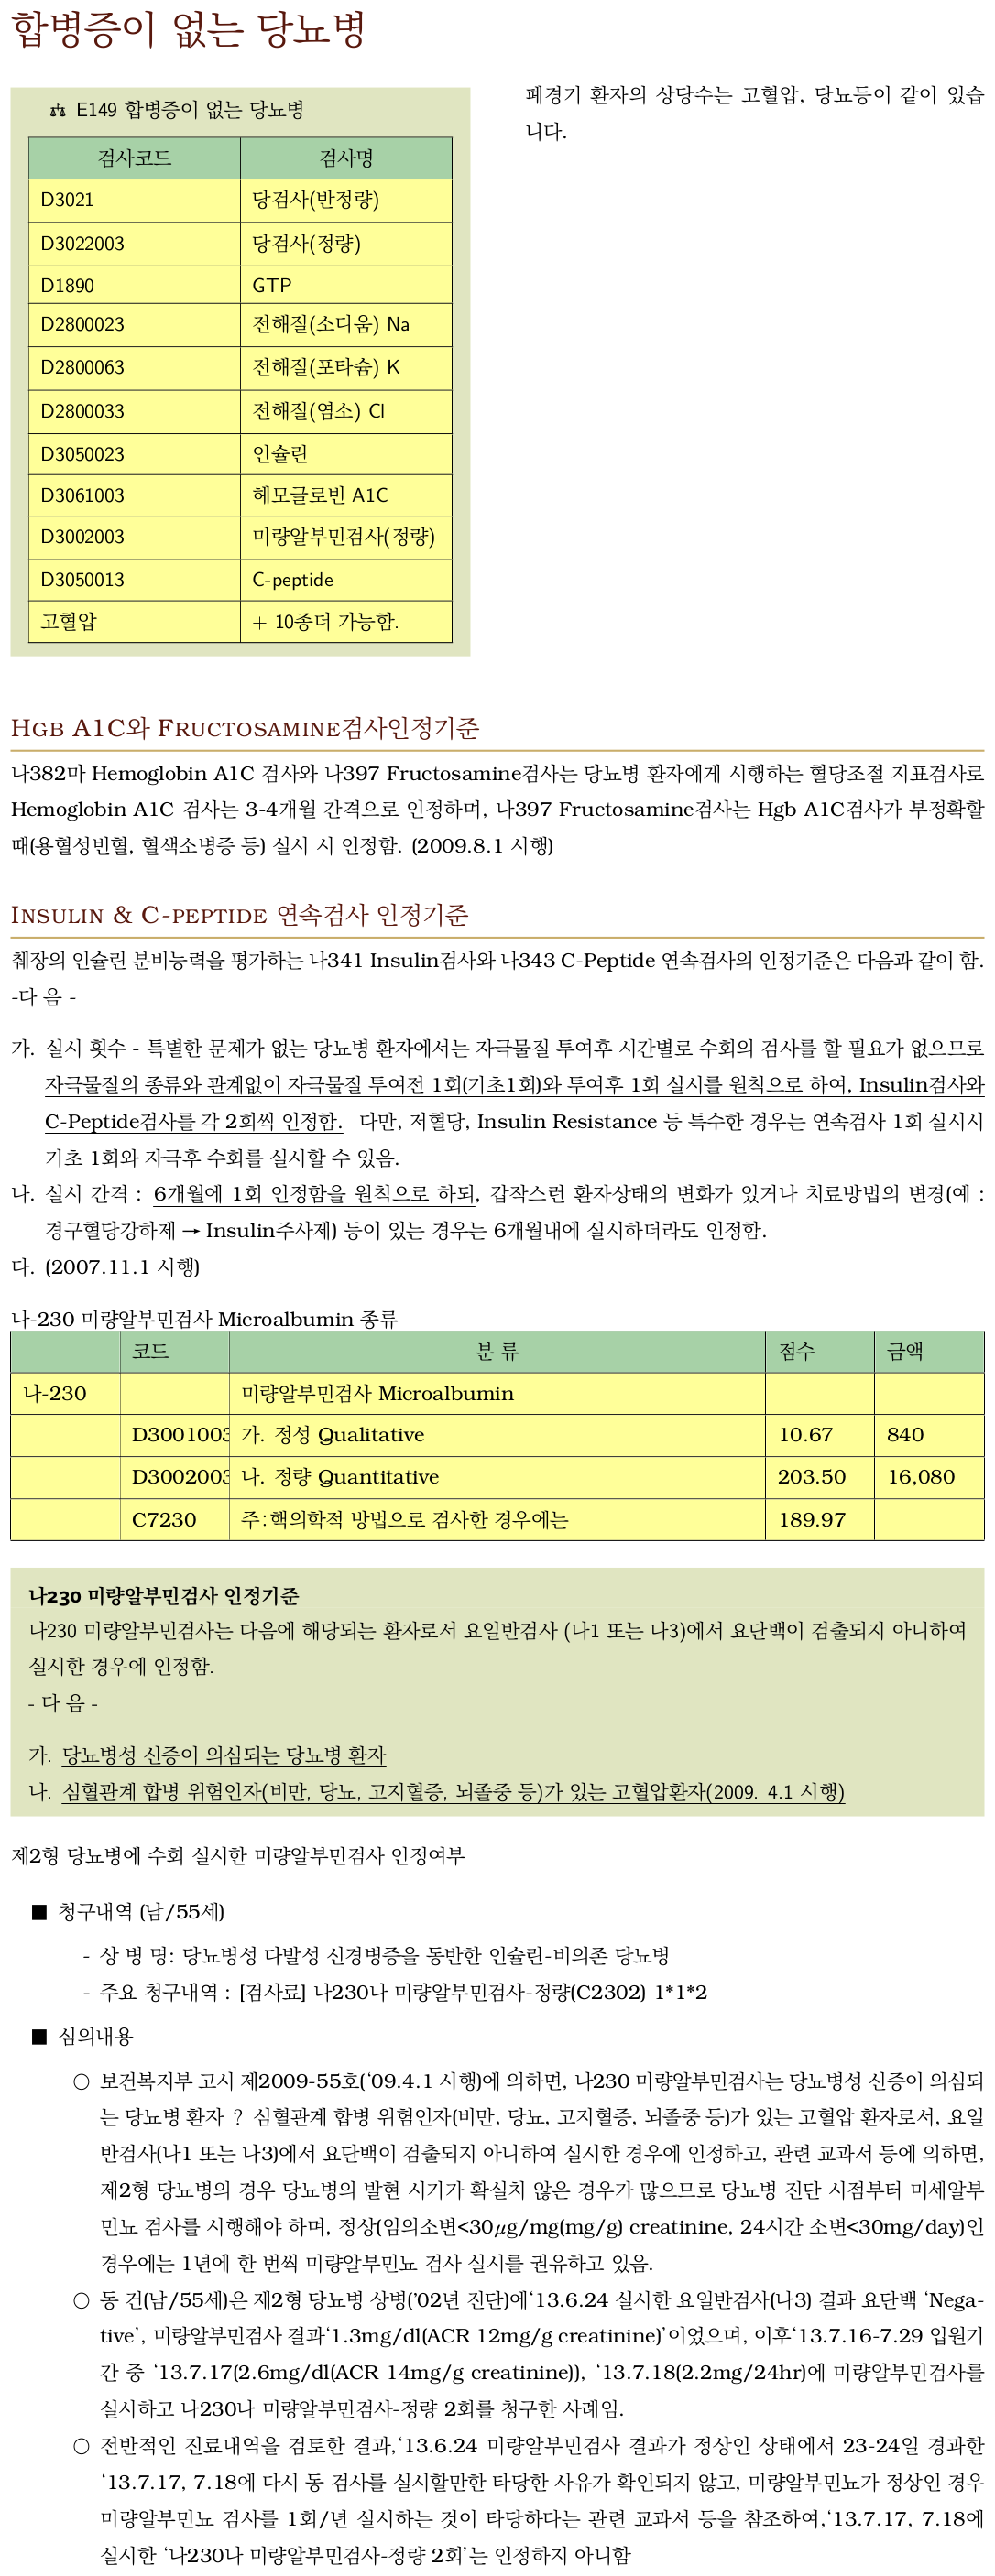 합병증이 없는 당뇨병
E149 합병증이 없는 당뇨병
검사코드 검사명
D3021 당검사(반정량)
D3022003 당검사(정량)
D1890 GTP
D2800023 전해질(소디움) Na
D2800063 전해질(포타슘) K
D2800033 전해질(염소) Cl
D3050023 인슐린
D3061003 헤모글로빈 A1C
D3002003 미량알부민검사(정량)
D3050013 C-peptide
고혈압 + 10종더 가능함.
폐경기 환자의 상당수는 고혈압, 당뇨등이 같이 있습
니다.
HGB A1C와 FRUCTOSAMINE검사인정기준
나382마 Hemoglobin A1C 검사와 나397 Fructosamine검사는 당뇨병 환자에게 시행하는 혈당조절 지표검사로
Hemoglobin A1C 검사는 3-4개월 간격으로 인정하며, 나397 Fructosamine검사는 Hgb A1C검사가 부정확할
때(용혈성빈혈, 혈색소병증 등) 실시 시 인정함. (2009.8.1 시행)
INSULIN & C-PEPTIDE 연속검사 인정기준
췌장의 인슐린 분비능력을 평가하는 나341 Insulin검사와 나343 C-Peptide 연속검사의 인정기준은 다음과 같이 함.
-다 음 -
가. 실시 횟수 - 특별한 문제가 없는 당뇨병 환자에서는 자극물질 투여후 시간별로 수회의 검사를 할 필요가 없으므로
자극물질의 종류와 관계없이 자극물질 투여전 1회(기초1회)와 투여후 1회 실시를 원칙으로 하여, Insulin검사와
C-Peptide검사를 각 2회씩 인정함. 다만, 저혈당, Insulin Resistance 등 특수한 경우는 연속검사 1회 실시시
기초 1회와 자극후 수회를 실시할 수 있음.
나. 실시 간격 : 6개월에 1회 인정함을 원칙으로 하되, 갑작스런 환자상태의 변화가 있거나 치료방법의 변경(예 :
경구혈당강하제 → Insulin주사제) 등이 있는 경우는 6개월내에 실시하더라도 인정함.
다. (2007.11.1 시행)
나-230 미량알부민검사 Microalbumin 종류
코드 분 류 점수 금액
나-230 미량알부민검사 Microalbumin
D3001003 가. 정성 Qualitative 10.67 840
D3002003 나. 정량 Quantitative 203.50 16,080
C7230 주:핵의학적 방법으로 검사한 경우에는 189.97
나230 미량알부민검사 인정기준
나230 미량알부민검사는 다음에 해당되는 환자로서 요일반검사 (나1 또는 나3)에서 요단백이 검출되지 아니하여
실시한 경우에 인정함.
- 다 음 -
가. 당뇨병성 신증이 의심되는 당뇨병 환자
나. 심혈관계 합병 위험인자(비만, 당뇨, 고지혈증, 뇌졸중 등)가 있는 고혈압환자(2009. 4.1 시행)
제2형 당뇨병에 수회 실시한 미량알부민검사 인정여부
■ 청구내역 (남/55세)
- 상 병 명: 당뇨병성 다발성 신경병증을 동반한 인슐린-비의존 당뇨병
- 주요 청구내역 : [검사료] 나230나 미량알부민검사-정량(C2302) 1*1*2
■ 심의내용
○ 보건복지부 고시 제2009-55호(‘09.4.1 시행)에 의하면, 나230 미량알부민검사는 당뇨병성 신증이 의심되
는 당뇨병 환자 ? 심혈관계 합병 위험인자(비만, 당뇨, 고지혈증, 뇌졸중 등)가 있는 고혈압 환자로서, 요일
반검사(나1 또는 나3)에서 요단백이 검출되지 아니하여 실시한 경우에 인정하고, 관련 교과서 등에 의하면,
제2형 당뇨병의 경우 당뇨병의 발현 시기가 확실치 않은 경우가 많으므로 당뇨병 진단 시점부터 미세알부
민뇨 검사를 시행해야 하며, 정상(임의소변<30μg/mg(mg/g) creatinine, 24시간 소변<30mg/day)인
경우에는 1년에 한 번씩 미량알부민뇨 검사 실시를 권유하고 있음.
○ 동 건(남/55세)은 제2형 당뇨병 상병(’02년 진단)에‘13.6.24 실시한 요일반검사(나3) 결과 요단백 ‘Nega-
tive’, 미량알부민검사 결과‘1.3mg/dl(ACR 12mg/g creatinine)’이었으며, 이후‘13.7.16-7.29 입원기
간 중 ‘13.7.17(2.6mg/dl(ACR 14mg/g creatinine)), ‘13.7.18(2.2mg/24hr)에 미량알부민검사를
실시하고 나230나 미량알부민검사-정량 2회를 청구한 사례임.
○ 전반적인 진료내역을 검토한 결과,‘13.6.24 미량알부민검사 결과가 정상인 상태에서 23-24일 경과한
‘13.7.17, 7.18에 다시 동 검사를 실시할만한 타당한 사유가 확인되지 않고, 미량알부민뇨가 정상인 경우
미량알부민뇨 검사를 1회/년 실시하는 것이 타당하다는 관련 교과서 등을 참조하여,‘13.7.17, 7.18에
실시한 ‘나230나 미량알부민검사-정량 2회’는 인정하지 아니함